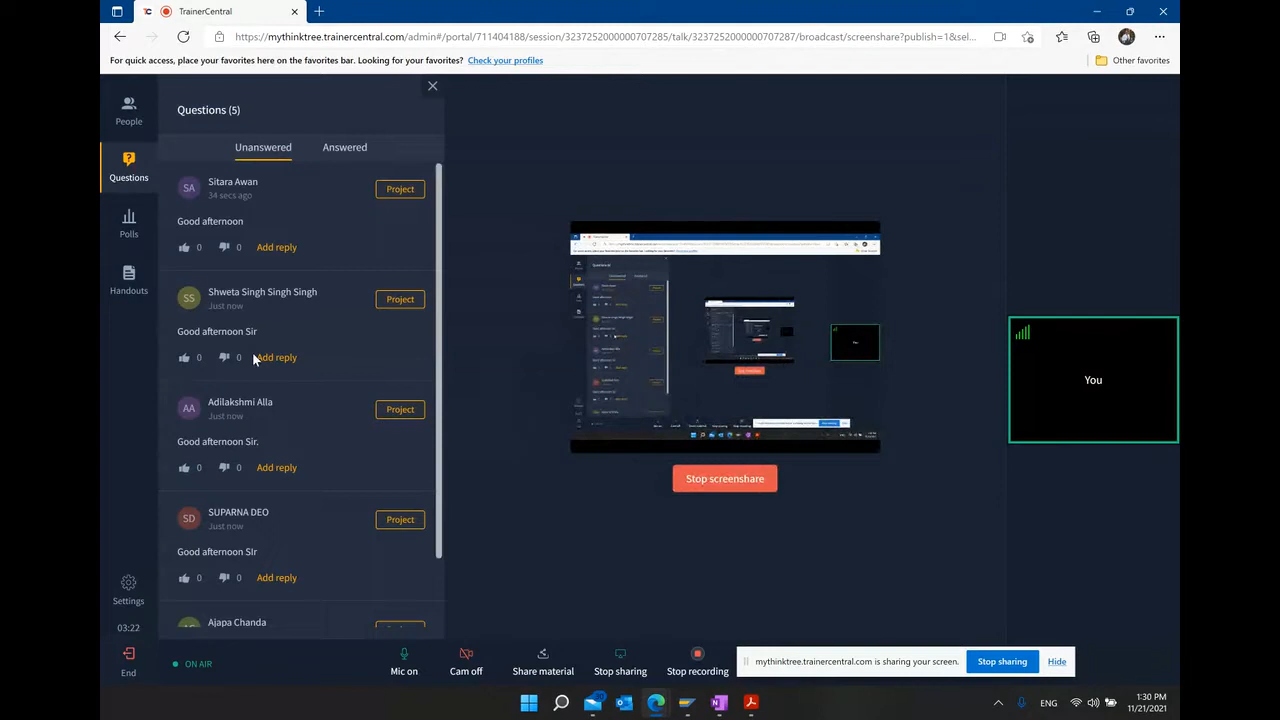 TrainerCentral
https://mythinktree.trainercentral.com/admin#/portal/711404188/session/3237252000000707285/talk/3237252000000707287/broadcast/screenshare?publish=1&sel...
For quick access, place your favorites here on the favorites bar. Looking for your favorites? Check your profiles
Other favorites
People
Questions
Polls
Handouts
Settings
03:22
End
Questions (5)
Unanswered Answered
SA
Sitara Awan
34 secs ago
Project
Good afternoon
0 0 Add reply
SS
Shweta Singh Singh Singh
Just now
Project
Good afternoon Sir
0 0 Add reply
AA
Adilakshmi Alla
Just now
Project
Good afternoon Sir.
0 0 Add reply
SD
SUPARNA DEO
Just now
Project
Good afternoon SIr
0 0 Add reply
Ajapa Chanda
Stop screenshare
You
ON AIR
Mic on
Cam off
Share material
Stop sharing
Stop recording
mythinktree.trainercentral.com is sharing your screen.
Stop sharing
Hide
ENG
1:30 PM
11/21/2021